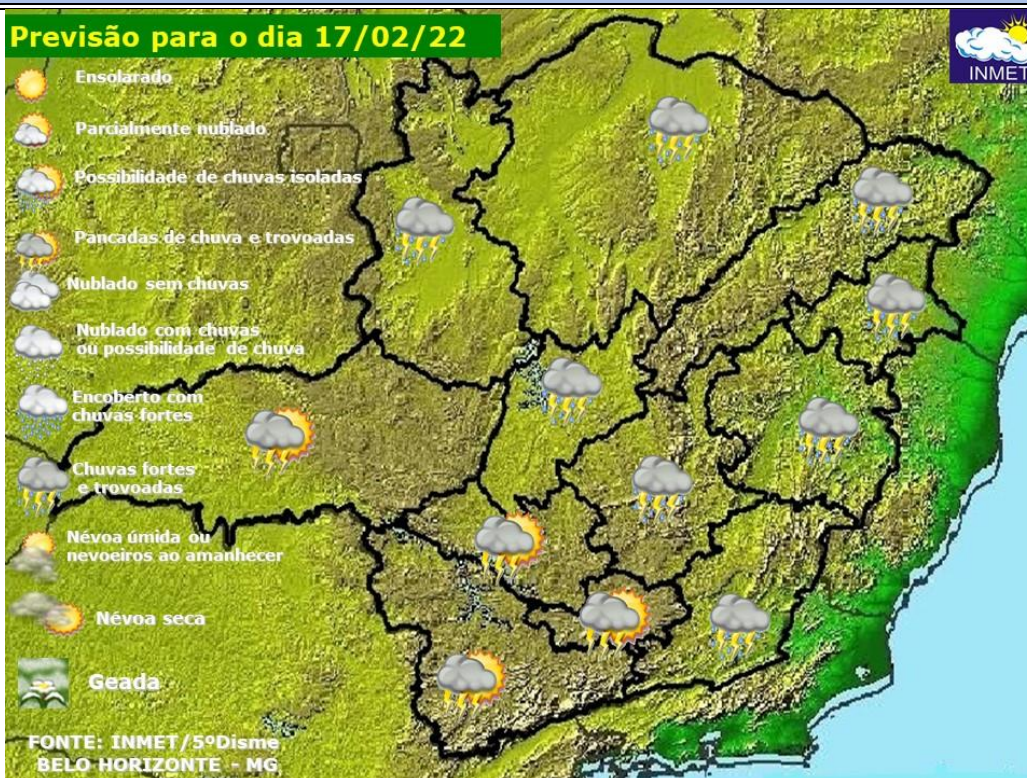 Previsão para o dia 17/02/22
INMET
Ensolarado
Parcialmente nublado
Possibilidade de chuvas isoladas
Pancadas de chuva e trovoadas
Nublado sem chuvas
Nublado com chuvas
ou possibilidade de chuva
Encoberto com
chuvas fortes
Chuvas fortes
e trovoadas
Névoa úmida ou
nevoeiros ao amanhecer
Névoa seca
Geada
FONTE: INMET/5ºDisme
BELO HORIZONTE - MG